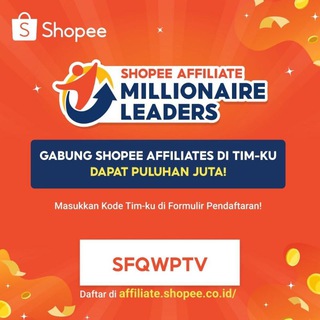 Shopee
SHOPEE AFFILIATE
MILLIONAIRE
LEADERS
GABUNG SHOPEE AFFILIATES DI TIM-KU
DAPAT PULUHAN JUTA!
Masukkan Kode Tim-ku di Formulir Pendaftaran!
SFQWPTV
Daftar di affiliate.shopee.co.id/